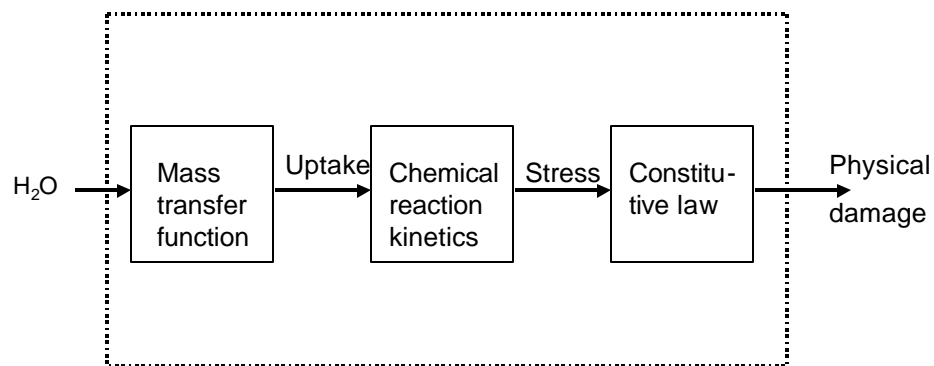 H₂O
Mass
transfer
function
Uptake
Chemical
reaction
kinetics
Stress
Constitu-
tive law
Physical
damage